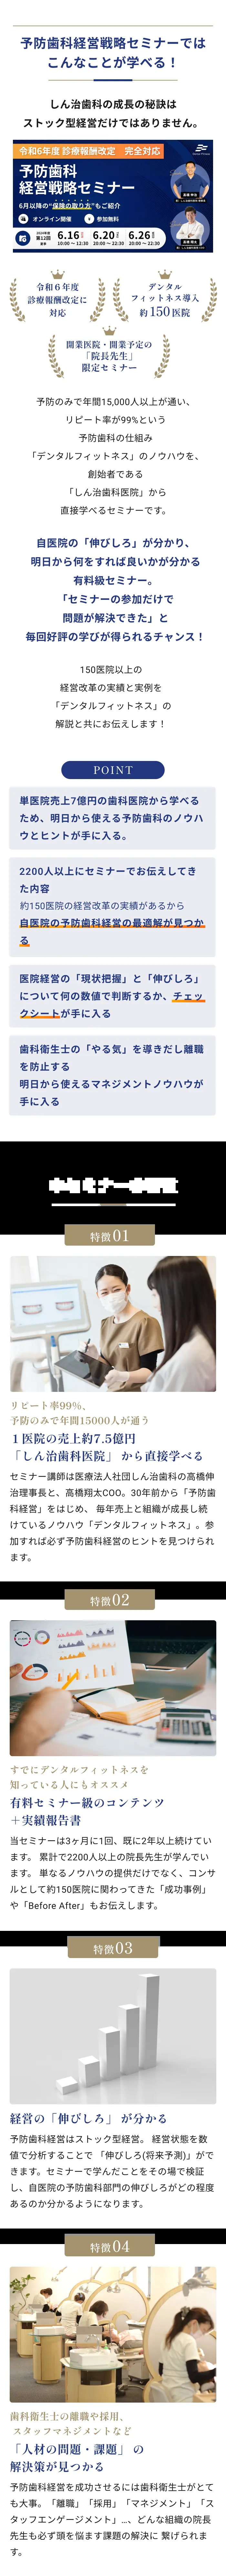 予防歯科経営戦略セミナーでは
こんなことが学べる！
しん治歯科の成長の秘訣は
ストック型経営だけではありません。
令和6年度 診療報酬改定 完全対応
予防歯科
経営戦略セミナー
6月以降の"保険の取り方"もご紹介
オンライン開催 参加無料
第12回
6.16 6.20 6.26
10:00 〜 12:30 20:00 〜 22:30 20:00 〜 22:30
令和６年度
診療報酬改定に
対応
デンタル
フィットネス導入
約150医院
開業医院・開業予定の
「院長先生」
限定セミナー
予防のみで年間15,000人以上が通い、
リピート率が99%という
予防歯科の仕組み
「デンタルフィットネス」のノウハウを、
創始者である
「しん治歯科医院」から
直接学べるセミナーです。
自医院の「伸びしろ」が分かり、
明日から何をすれば良いかが分かる
有料級セミナー。
「セミナーの参加だけで
問題が解決できた」と
毎回好評の学びが得られるチャンス！
150医院以上の
経営改革の実績と実例を
「デンタルフィットネス」の
解説と共にお伝えします！
POINT
単医院売上7億円の歯科医院から学べる
ため、明日から使える予防歯科のノウハ
ウとヒントが手に入る。
2200人以上にセミナーでお伝えしてき
た内容
約150医院の経営改革の実績があるから
自医院の予防歯科経営の最適解が見つか
る
医院経営の「現状把握」と「伸びしろ」
について何の数値で判断するか、チェッ
クシートが手に入る
歯科衛生士の「やる気」を導きだし離職
を防止する
明日から使えるマネジメントノウハウが
手に入る
特徴01
リピート率99%、
予防のみで年間15000人が通う
１医院の売上約7.5億円
「しん治歯科医院」 から直接学べる
セミナー講師は医療法人社団しん治歯科の高橋伸
治理事長と、高橋翔太COO。30年前から「予防歯
科経営」をはじめ、 毎年売上と組織が成長し続
けているノウハウ「デンタルフィットネス」。参
加すれば必ず予防歯科経営のヒントを見つけられ
ます。
特徴02
すでにデンタルフィットネスを
知っている人にもオススメ
有料セミナー級のコンテンツ
＋実績報告書
当セミナーは3ヶ月に1回、既に2年以上続けてい
ます。 累計で2200人以上の院長先生が学んでい
ます。 単なるノウハウの提供だけでなく、コンサ
ルとして約150医院に関わってきた「成功事例」
や「Before After」もお伝えします。
特徴03
経営の「伸びしろ」 が分かる
予防歯科経営はストック型経営。 経営状態を数
値で分析することで 「伸びしろ(将来予測)」がで
きます。セミナーで学んだことをその場で検証
し、自医院の予防歯科部門の伸びしろがどの程度
あるのか分かるようになります。
特徴04
歯科衛生士の離職や採用、
スタッフマネジメントなど
「人材の問題・課題」 の
解決策が見つかる
予防歯科経営を成功させるには歯科衛生士がとて
も大事。「離職」「採用」「マネジメント」「ス
タッフエンゲージメント」…、どんな組織の院長
先生も必ず頭を悩ます課題の解決に 繋げられま
す。